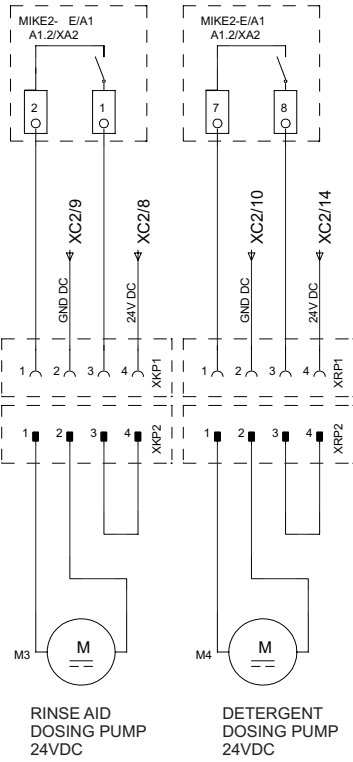 MIKE2- E/A1
A1.2/XA2
2 1
XC2/9
XC2/8
GND DC
24V DC
1 2 3 4
XKP1
1 2 3 4
XKP2
M3
M
RINSE AID
DOSING PUMP
24VDC
MIKE2-E/A1
A1.2/XA2
7 8
XC2/10
XC2/14
GND DC
24V DC
1 2 3 4
XRP1
1 2 3 4
XRP2
M4
M
DETERGENT
DOSING PUMP
24VDC